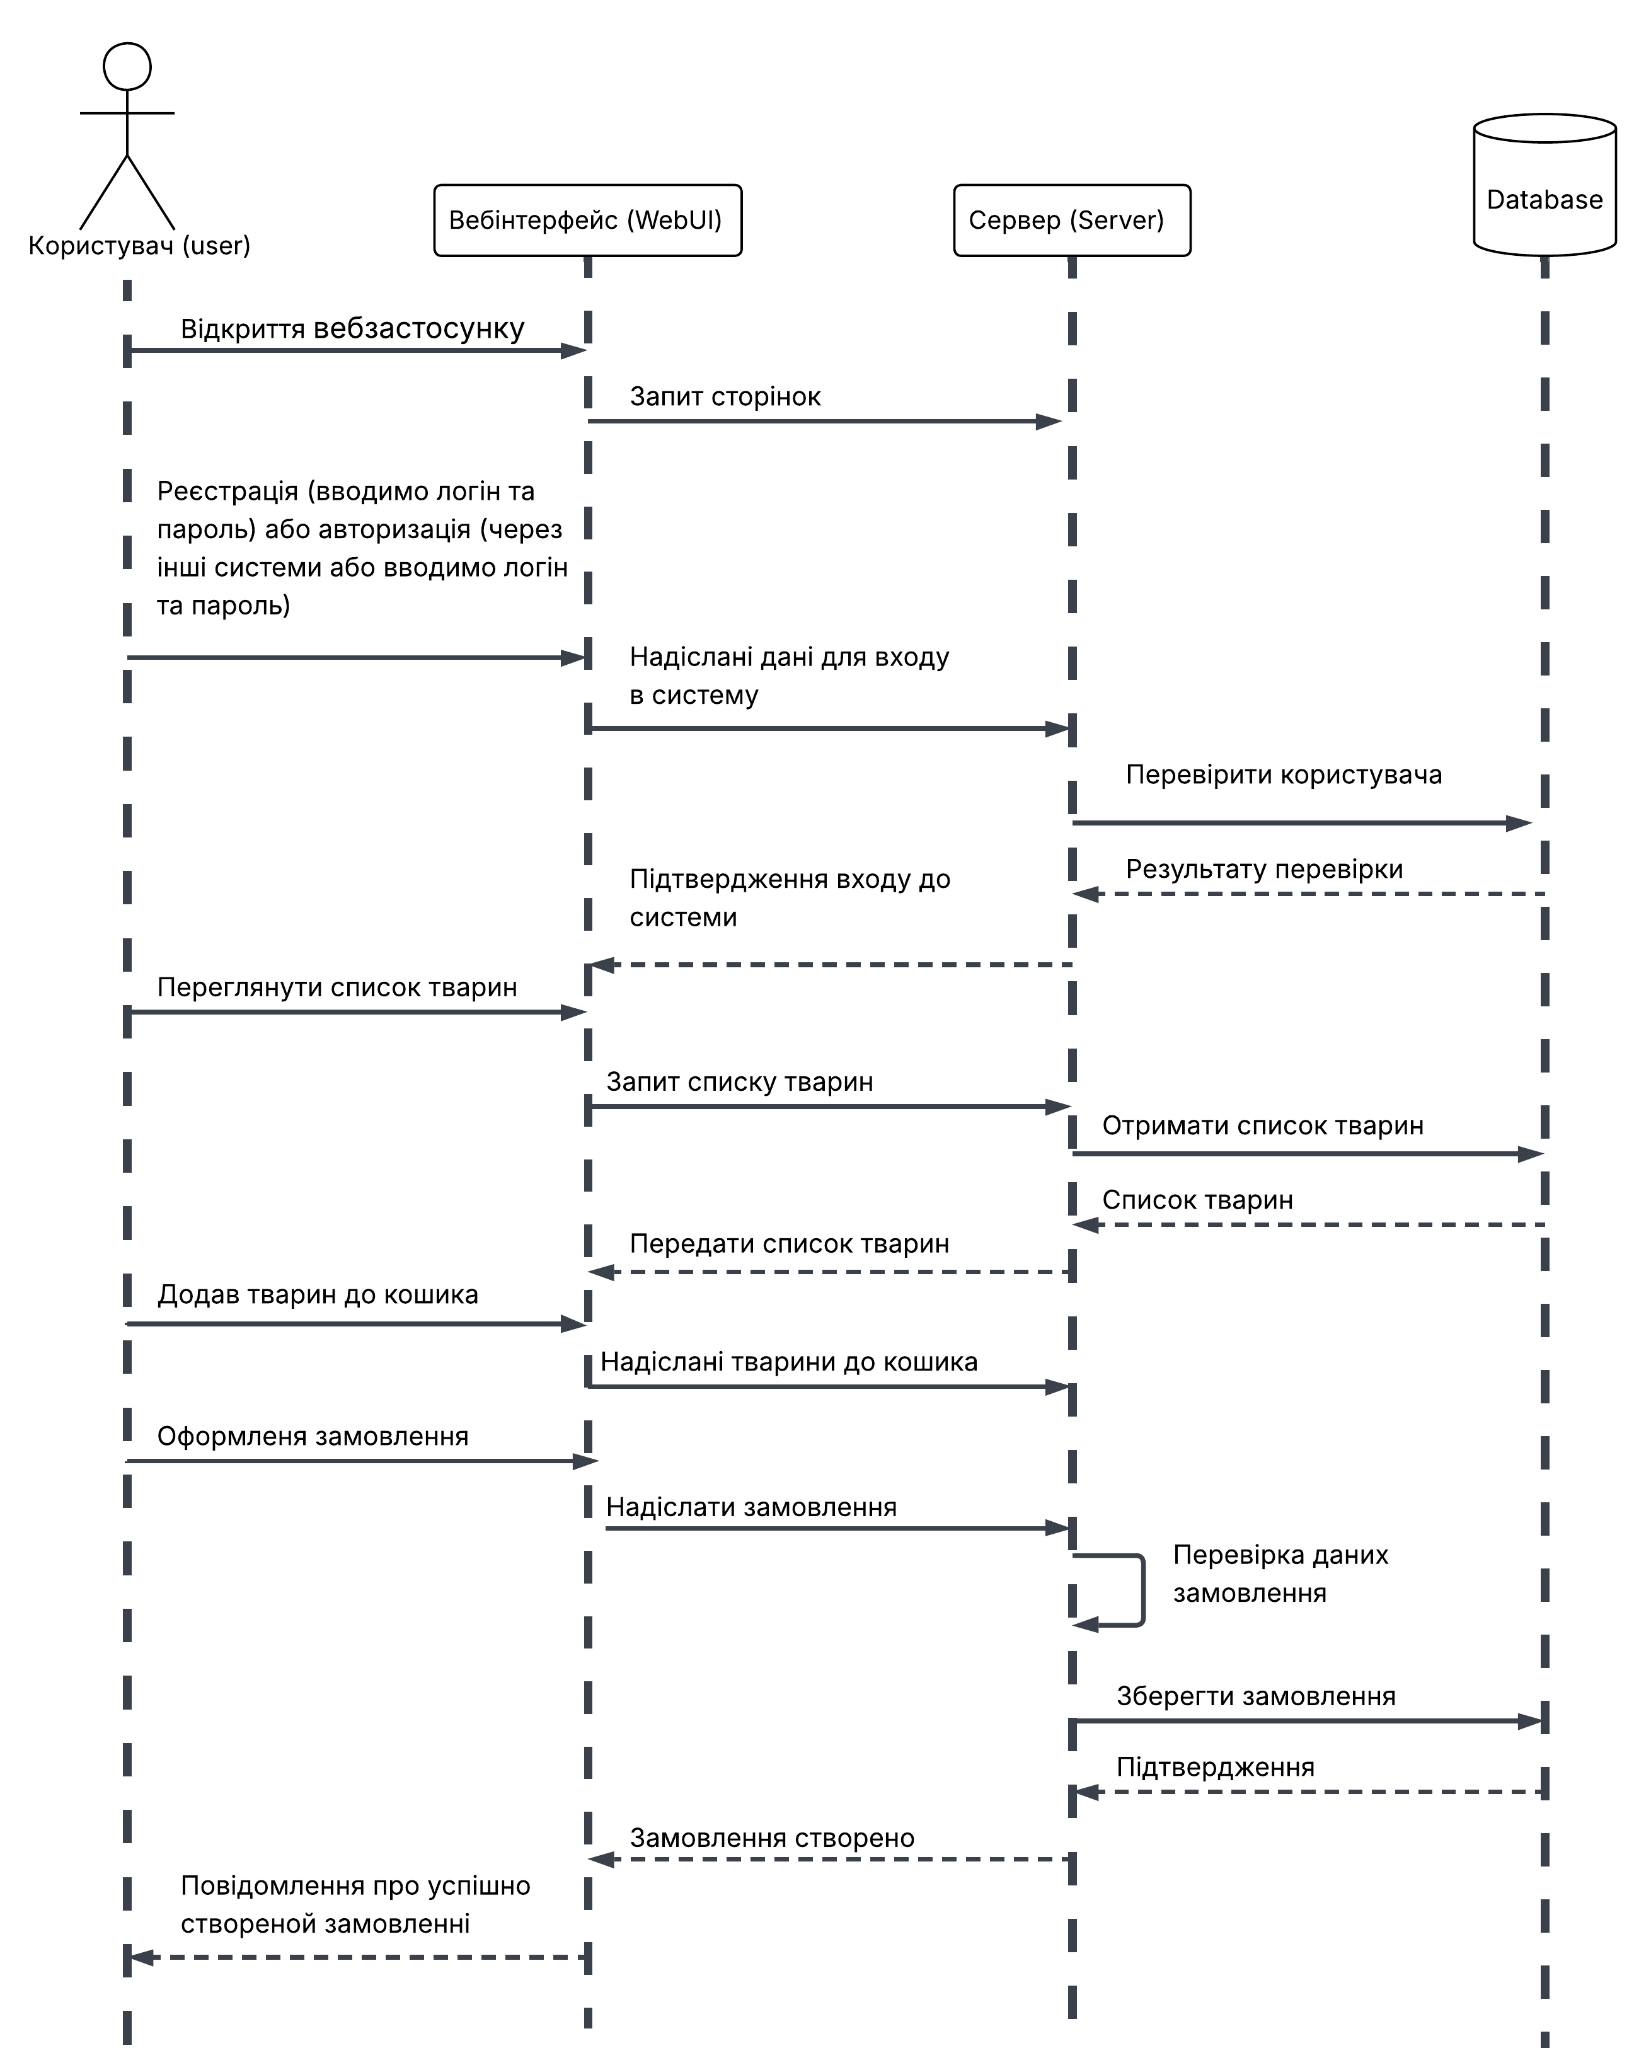 Користувач (user)
Вебінтерфейс (WebUI)
Сервер (Server)
Database
Відкриття вебзастосунку
Запит сторінок
Реєстрація (вводимо логін та
пароль) або авторизація (через
інші системи або вводимо логін
та пароль)
Надіслані дані для входу
в систему
Перевірити користувача
Результату перевірки
Підтвердження входу до
системи
Переглянути список тварин
Запит списку тварин
Отримати список тварин
Список тварин
Передати список тварин
Додав тварин до кошика
Надіслані тварини до кошика
Оформленя замовлення
Надіслати замовлення
Перевірка даних
замовлення
Зберегти замовлення
Підтвердження
Замовлення створено
Повідомлення про успішно
створеной замовленні